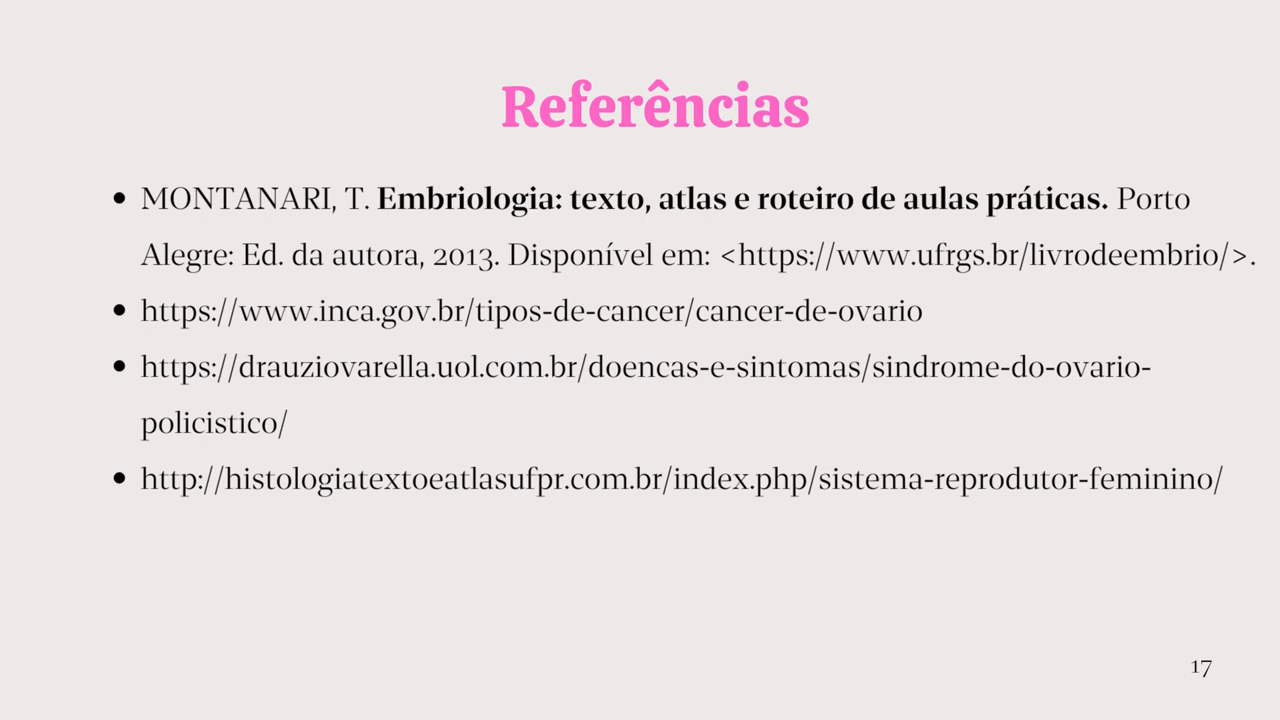 Referências
• MONTANARI, T. Embriologia: texto, atlas e roteiro de aulas práticas. Porto
Alegre: Ed. da autora, 2013. Disponível em: <https://www.ufrgs.br/livrodeembrio/>.
• https://www.inca.gov.br/tipos-de-cancer/cancer-de-ovario
• https://drauziovarella.uol.com.br/doencas-e-sintomas/sindrome-do-ovario-
policistico/
• http://histologiatextoeatlasufpr.com.br/index.php/sistema-reprodutor-feminino/
17